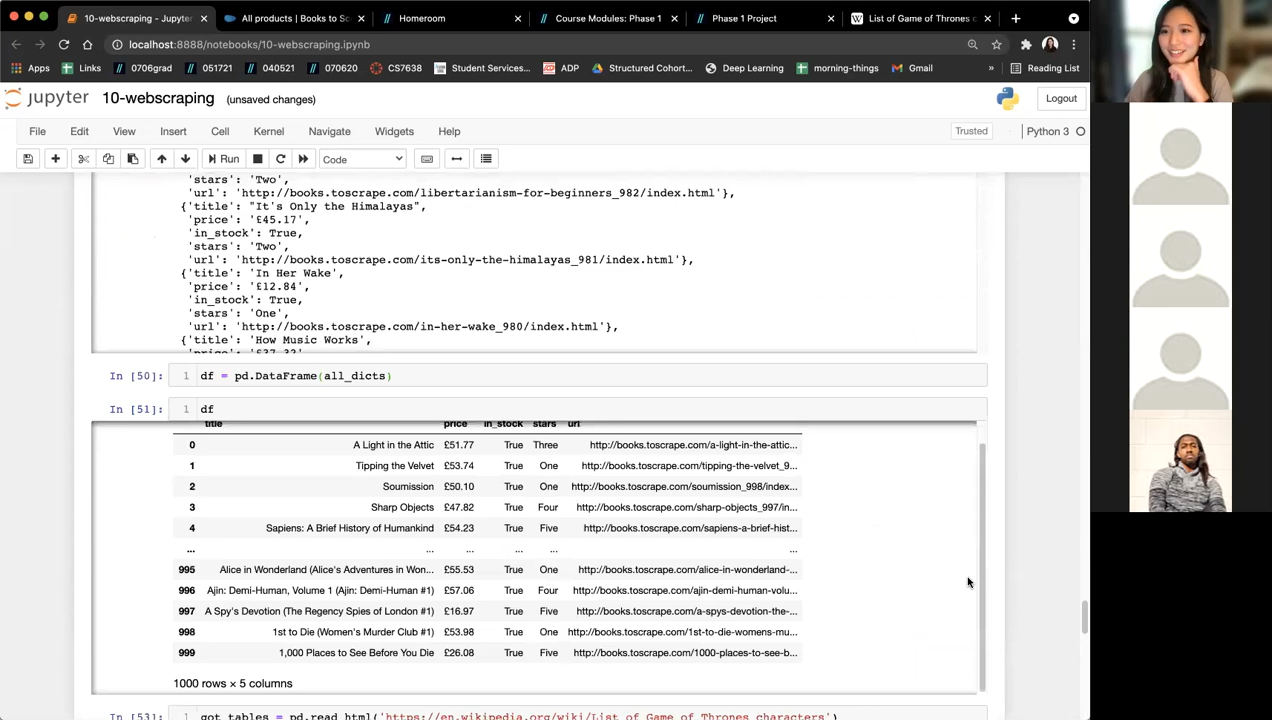 10-webscraping - Jupyter
All products | Books to Sc
Homeroom
Course Modules: Phase 1
Phase 1 Project
List of Game of Thrones c
localhost:8888/notebooks/10-webscraping.ipynb
Apps Links 0706grad 051721 040521 070620 CS7638 Student Services... ADP Structured Cohort... Deep Learning morning-things Gmail » Reading List
jupyter 10-webscraping (unsaved changes) Logout
File Edit View Insert Cell Kernel Navigate Widgets Help Trusted Python 3
Run Code
'stars': 'Two',
'url': 'http://books.toscrape.com/libertarianism-for-beginners_982/index.html'},
{'title': "It's Only the Himalayas",
'price': '£45.17',
'in_stock': True,
'stars': 'Two',
'url': 'http://books.toscrape.com/its-only-the-himalayas_981/index.html'},
{'title': 'In Her Wake',
'price': '£12.84',
'in_stock': True,
'stars': 'One',
'url': 'http://books.toscrape.com/in-her-wake_980/index.html'},
{'title': 'How Music Works',
'price': '£37.32'
In [50]: 1 df = pd.DataFrame(all_dicts)
In [51]: 1 df
title price in_stock stars url
0 A Light in the Attic £51.77 True Three http://books.toscrape.com/a-light-in-the-attic...
1 Tipping the Velvet £53.74 True One http://books.toscrape.com/tipping-the-velvet_9...
2 Soumission £50.10 True One http://books.toscrape.com/soumission_998/index...
3 Sharp Objects £47.82 True Four http://books.toscrape.com/sharp-objects_997/in...
4 Sapiens: A Brief History of Humankind £54.23 True Five http://books.toscrape.com/sapiens-a-brief-hist...
... ... ... ... ... ...
995 Alice in Wonderland (Alice's Adventures in Won... £55.53 True One http://books.toscrape.com/alice-in-wonderland-...
996 Ajin: Demi-Human, Volume 1 (Ajin: Demi-Human #1) £57.06 True Four http://books.toscrape.com/ajin-demi-human-volu...
997 A Spy's Devotion (The Regency Spies of London #1) £16.97 True Five http://books.toscrape.com/a-spys-devotion-the-...
998 1st to Die (Women's Murder Club #1) £53.98 True One http://books.toscrape.com/1st-to-die-womens-mu...
999 1,000 Places to See Before You Die £26.08 True Five http://books.toscrape.com/1000-places-to-see-b...
1000 rows × 5 columns
In [53]: 1 got_tables = pd.read_html('https://en.wikipedia.org/wiki/List_of_Game_of_Thrones_characters')